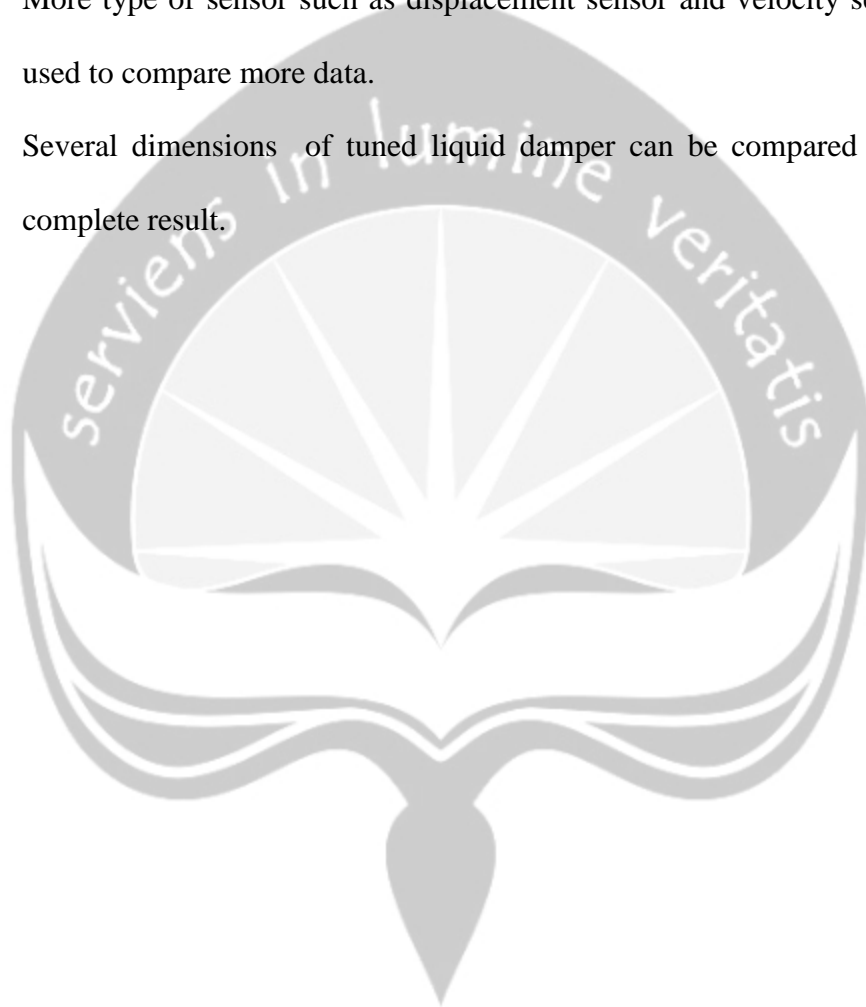 More type of sensor such as displacement sensor and velocity
used to compare more data.
Several dimensions of tuned liquid damper can be compared
complete result.
serviens in lumine veritatis